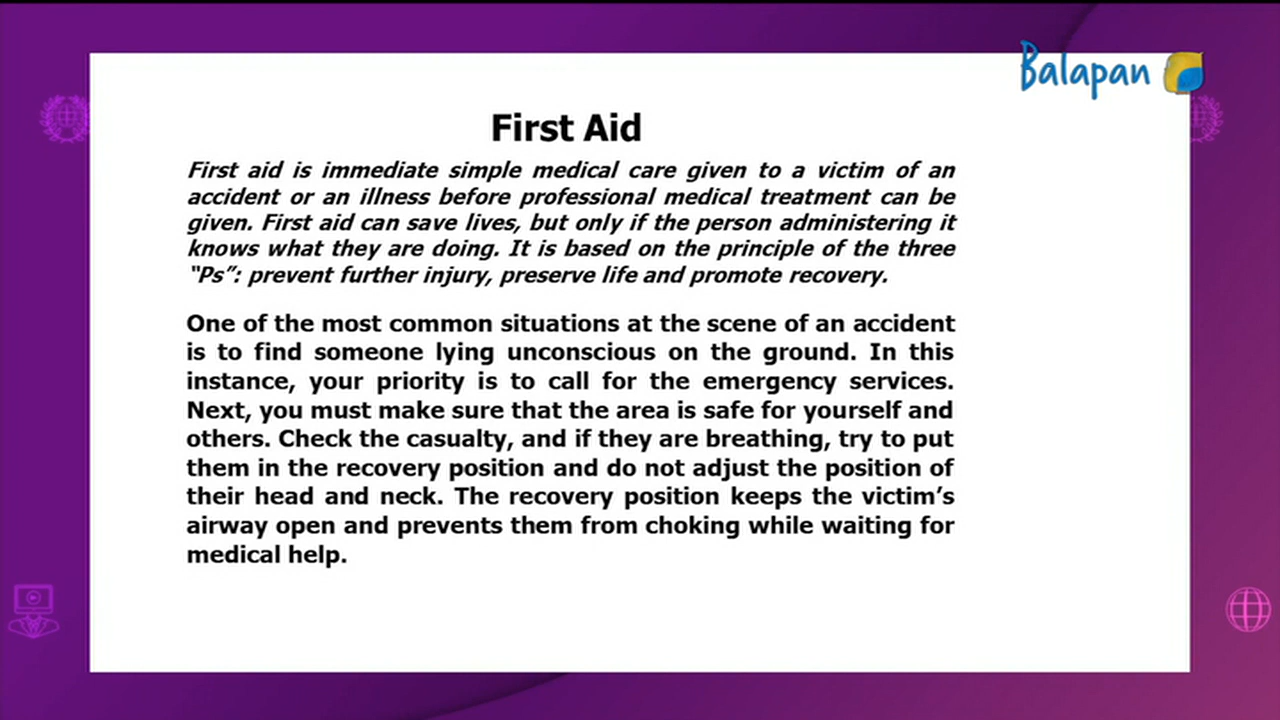 Balapan
First Aid
First aid is immediate simple medical care given to a victim of an
accident or an illness before professional medical treatment can be
given. First aid can save lives, but only if the person administering it
knows what they are doing. It is based on the principle of the three
"Ps": prevent further injury, preserve life and promote recovery.
One of the most common situations at the scene of an accident
is to find someone lying unconscious on the ground. In this
instance, your priority is to call for the emergency services.
Next, you must make sure that the area is safe for yourself and
others. Check the casualty, and if they are breathing, try to put
them in the recovery position and do not adjust the position of
their head and neck. The recovery position keeps the victim’s
airway open and prevents them from choking while waiting for
medical help.